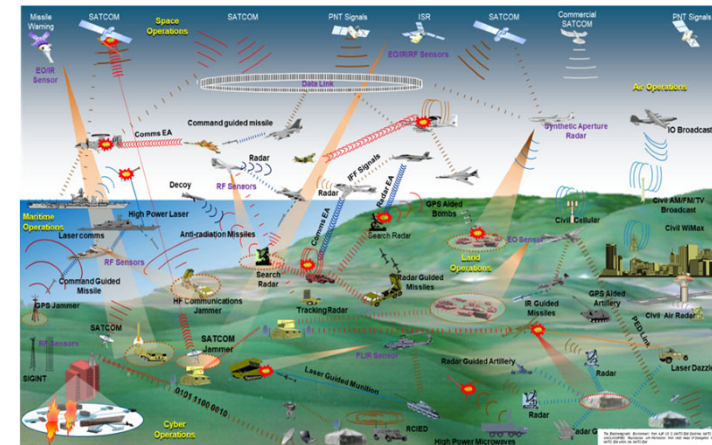 Missile
Warning
SATCOM
Space
Operations
SATCOM
PNT Signals
ISR
SATCOM
Commercial
SATCOM
PNT Signals
EO/IR
Sensor
EO/IR/RF Sensors
Data Link
Air Operations
Command guided missile
Comms EA
Synthetic Aperture
Radar
IO Broadcast
Radar
IFF Signals
RF Sensors
Decoy
Radar
Radar EA
GPS Aided
Bombs
Civil AM/FM/TV
Broadcast
Maritime
Operations
High Power Laser
Comms EA
Civil Cellular
Laser comms
Anti-radiation Missiles
Search Radar
EO Sensor
Civil WiMax
RF Sensors
Land
Operations
Command Guided
Missile
Search
Radar
Radar Guided
Missiles
GPS Jammer
HF Communications
Jammer
Tracking Radar
IR Guided
Missiles
GPS Aided
Artillery
Civil Air Radar
SATCOM
PED Link
RF Sensors
SATCOM
Jammer
FLIR Sensor
Radar Guided Artillery
Radar
Laser Dazzle
SIGINT
Laser Guided Munition
0101 1100 0010
Radar
Cyber
Operations
RCIED
High Power Microwaves